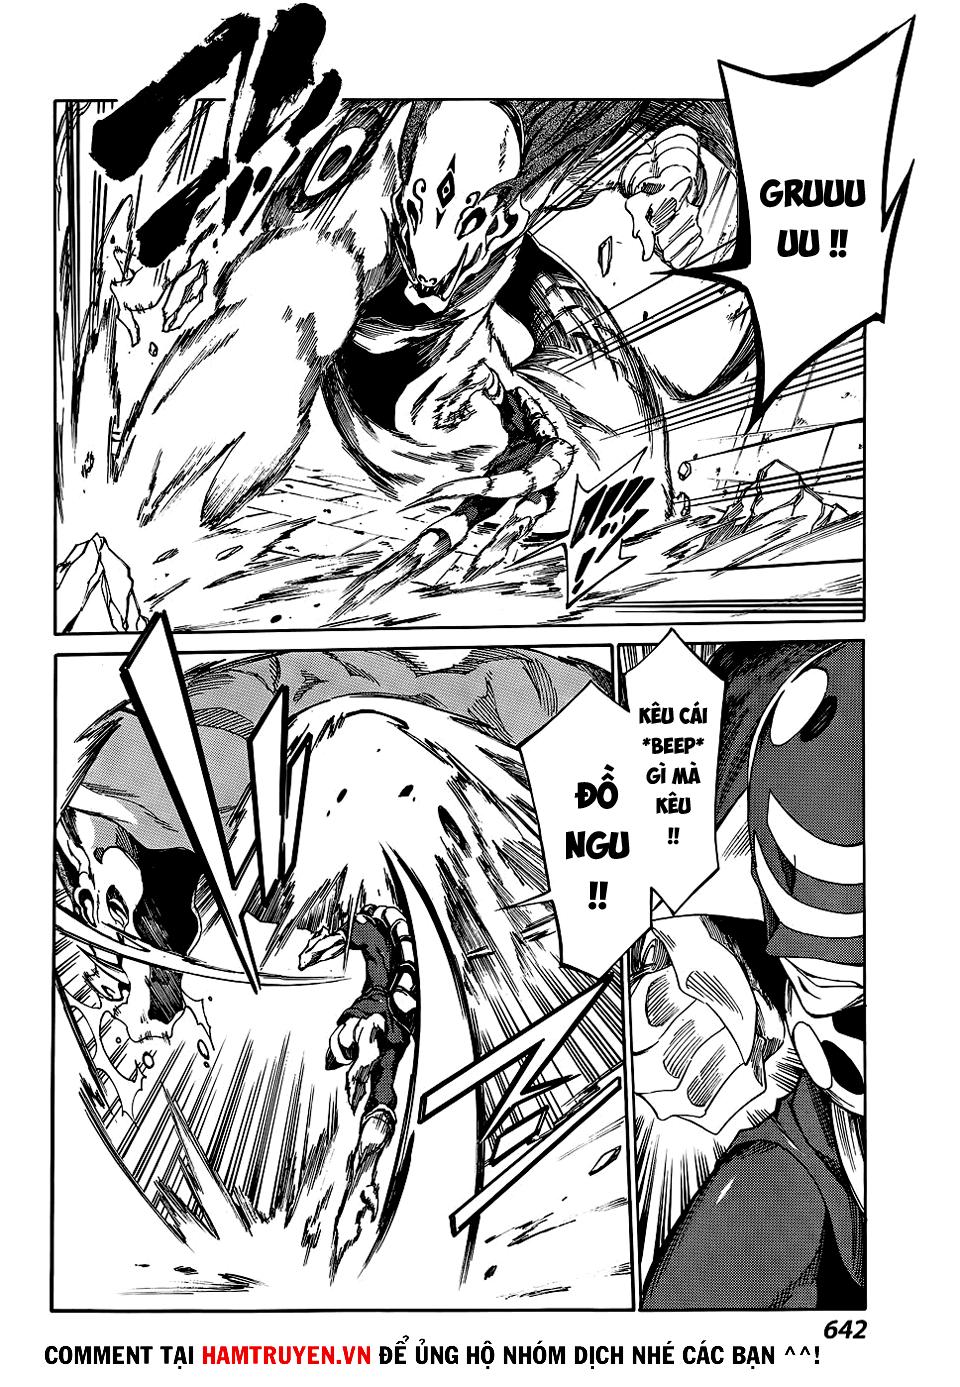 GRUUU
UU !!
KÊU CÁI
*BEEP*
GÌ MÀ
KÊU
!!
ĐỒ
NGU
!!
642
COMMENT TẠI HAMTRUYEN.VN ĐỂ ỦNG HỘ NHÓM DỊCH NHÉ CÁC BẠN ^^!